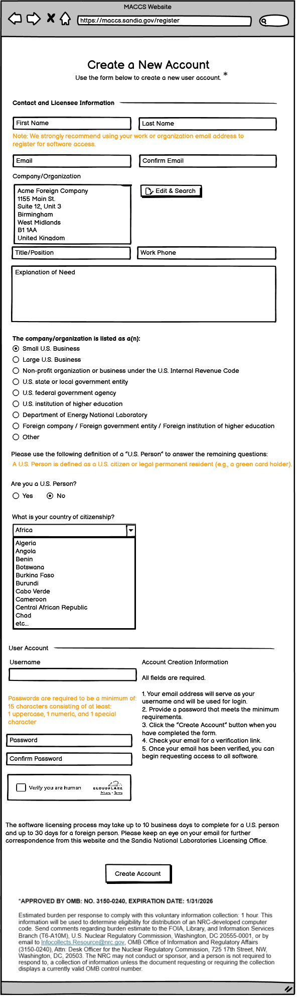 MACCS Website
https://maccs.sandia.gov/register
Create a New Account
Use the form below to create a new user account. *
Contact and Licensee Information
First Name
Last Name
Note: We strongly recommend using your work or organization email address to
register for software access.
Email
Confirm Email
Company/Organization
Acme Foreign Company
1155 Main St.
Suite 12, Unit 3
Birmingham
West Midlands
B1 1AA
United Kingdom
Edit & Search
Title/Position
Work Phone
Explanation of Need
The company/organization is listed as a(n):
Small U.S. Business
Large U.S. Business
Non-profit organization or business under the U.S. Internal Revenue Code
U.S. state or local government entity
U.S. federal government agency
U.S. institution of higher education
Department of Energy National Laboratory
Foreign company / Foreign government entity / Foreign institution of higher education
Other
Please use the following definition of a "U.S. Person" to answer the remaining questions:
A U.S. Person is defined as a U.S. citizen or legal permanent resident (e.g., a green card holder).
Are you a U.S. Person?
Yes
No
What is your country of citizenship?
Africa
Algeria
Angola
Benin
Botswana
Burkina Faso
Burundi
Cabo Verde
Cameroon
Central African Republic
Chad
etc...
User Account
Username
Passwords are required to be a minimum of:
15 characters consisting of at least:
1 uppercase, 1 numeric, and 1 special
character
Password
Confirm Password
Verify you are human
CLOUDFLARE
Privacy - Terms
Account Creation Information
All fields are required.
1. Your email address will serve as your
username and will be used for login.
2. Provide a password that meets the minimum
requirements.
3. Click the "Create Account" button when you
have completed the form.
4. Check your email for a verification link.
5. Once your email has been verified, you can
begin requesting access to all software.
The software licensing process may take up to 10 business days to complete for a U.S. person
and up to 30 days for a foreign person. Please keep an eye on your email for further
correspondence from this website and the Sandia National Laboratories Licensing Office.
Create Account
*APPROVED BY OMB: NO. 3150-0240, EXPIRATION DATE: 1/31/2026
Estimated burden per response to comply with this voluntary information collection: 1 hour. This
information will be used to determine eligibility for distribution of an NRC-developed computer
code. Send comments regarding burden estimate to the FOIA, Library, and Information Services
Branch (T6-A10M), U.S. Nuclear Regulatory Commission, Washington, DC 20555-0001, or by
email to Infocollects.Resource@nrc.gov, OMB Office of Information and Regulatory Affairs
(3150-0240), Attn: Desk Officer for the Nuclear Regulatory Commission, 725 17th Street, NW,
Washington, DC, 20503. The NRC may not conduct or sponsor, and a person is not required to
respond to, a collection of information unless the document requesting or requiring the collection
displays a currently valid OMB control number.